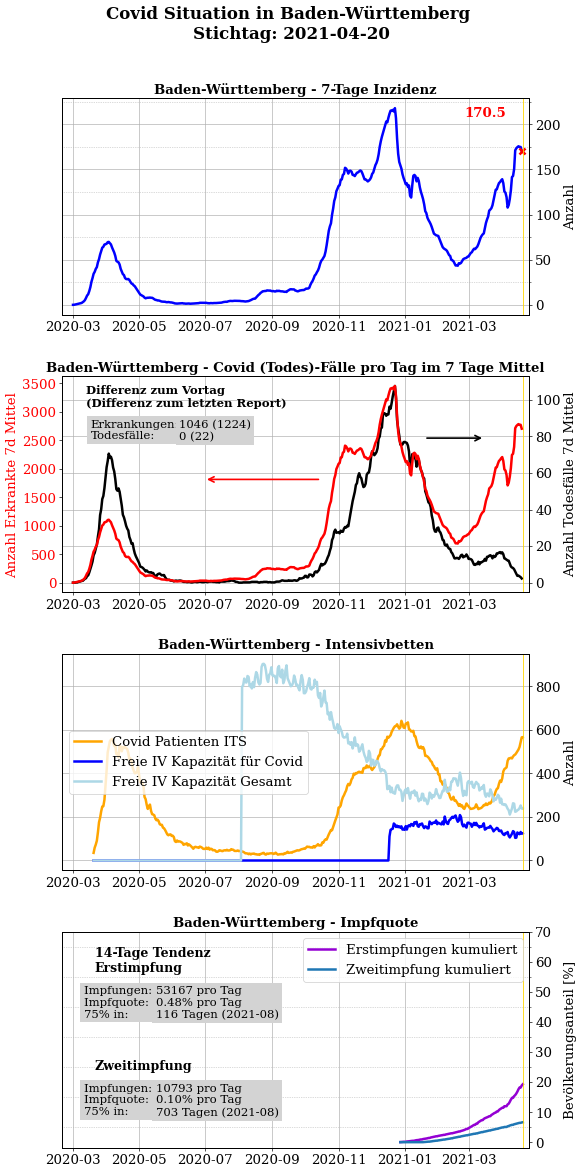 Covid Situation in Baden-Württemberg
Stichtag: 2021-04-20
Baden-Württemberg - 7-Tage Inzidenz
170.5
200
150
100
50
0
Anzahl
2020-03 2020-05 2020-07 2020-09 2020-11 2021-01 2021-03
Baden-Württemberg - Covid (Todes)-Fälle pro Tag im 7 Tage Mittel
Anzahl Erkrankte 7d Mittel
3500
3000
2500
2000
1500
1000
500
0
Differenz zum Vortag
(Differenz zum letzten Report)
Erkrankungen 1046 (1224)
Todesfälle: 0 (22)
100
80
60
40
20
0
Anzahl Todesfälle 7d Mittel
2020-03 2020-05 2020-07 2020-09 2020-11 2021-01 2021-03
Baden-Württemberg - Intensivbetten
Covid Patienten ITS
Freie IV Kapazität für Covid
Freie IV Kapazität Gesamt
800
600
400
200
0
Anzahl
2020-03 2020-05 2020-07 2020-09 2020-11 2021-01 2021-03
Baden-Württemberg - Impfquote
14-Tage Tendenz
Erstimpfung
Impfungen: 53167 pro Tag
Impfquote: 0.48% pro Tag
75% in: 116 Tagen (2021-08)
Zweitimpfung
Impfungen: 10793 pro Tag
Impfquote: 0.10% pro Tag
75% in: 703 Tagen (2021-08)
Erstimpfungen kumuliert
Zweitimpfung kumuliert
70
60
50
40
30
20
10
0
Bevölkerungsanteil [%]
2020-03 2020-05 2020-07 2020-09 2020-11 2021-01 2021-03